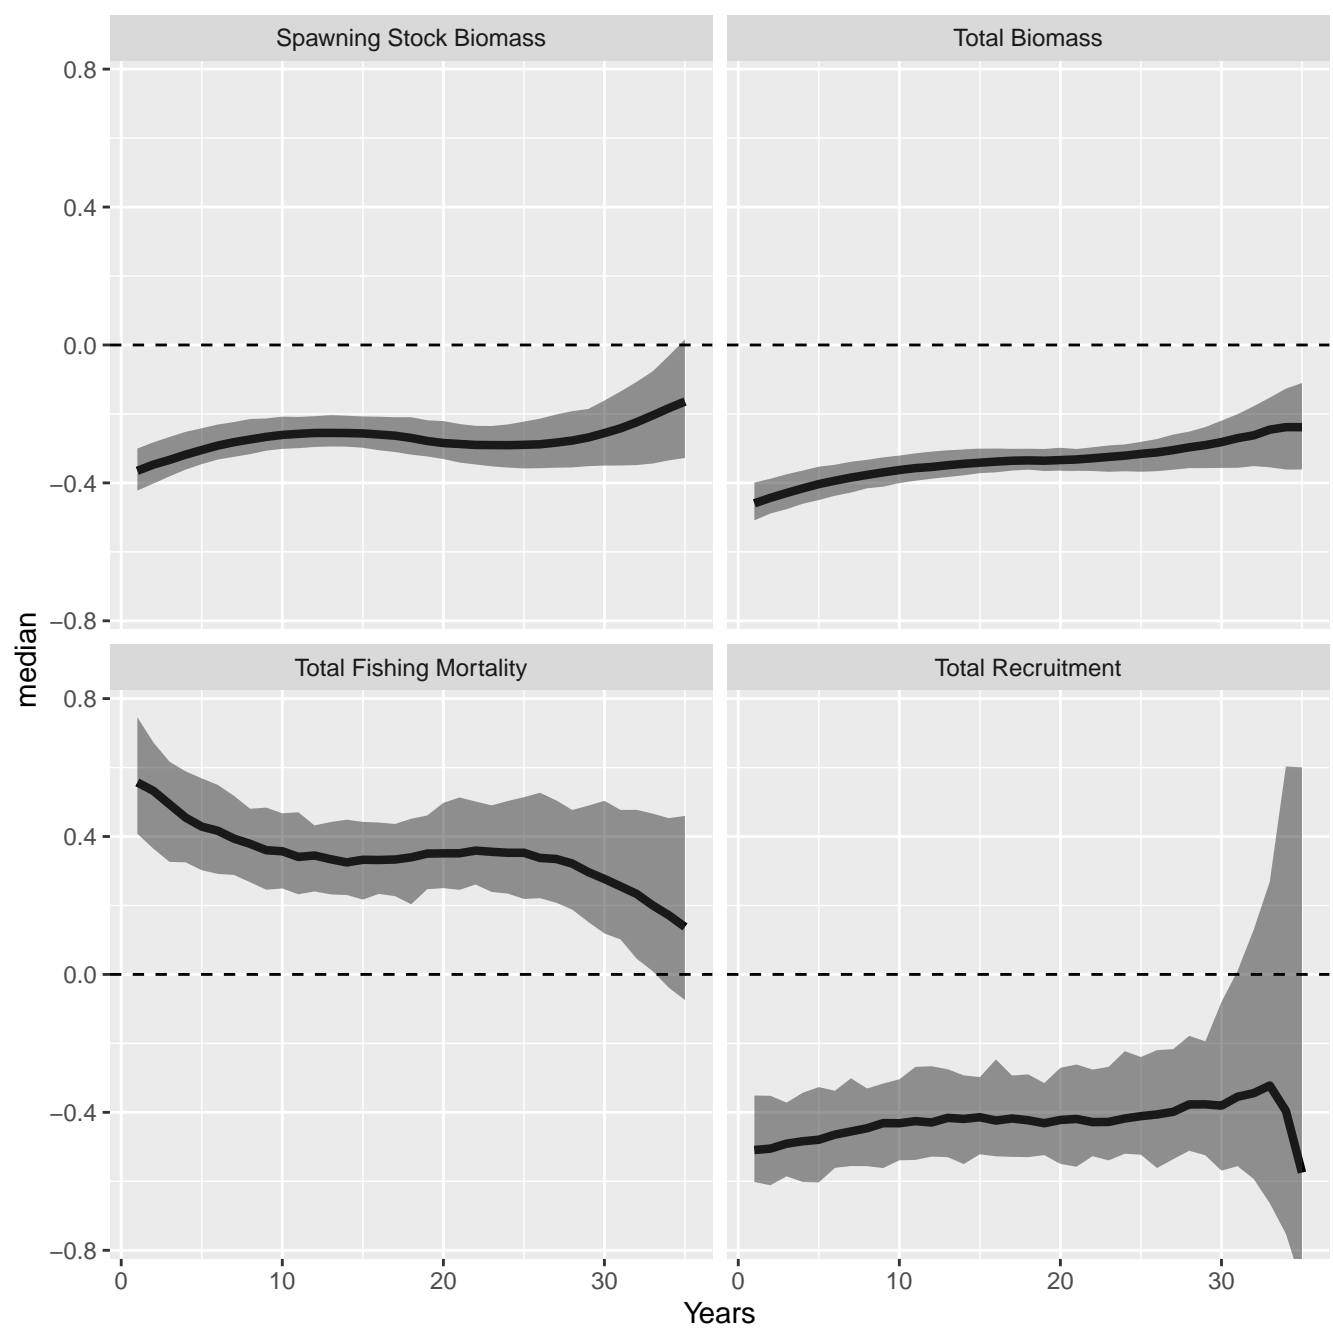 Spawning Stock Biomass
Total Biomass
0.8
0.4
0.0
−0.4
−0.8
median
Total Fishing Mortality
Total Recruitment
0.8
0.4
0.0
−0.4
−0.8
0 10 20 30
0 10 20 30
Years